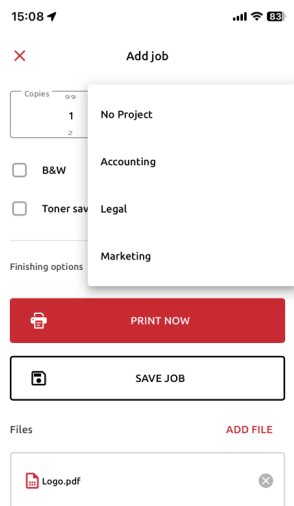 15:08
83
Add job
Copies
99
1
2
No Project
Accounting
Legal
Marketing
B&W
Toner sav
Finishing options
PRINT NOW
SAVE JOB
Files
ADD FILE
Logo.pdf